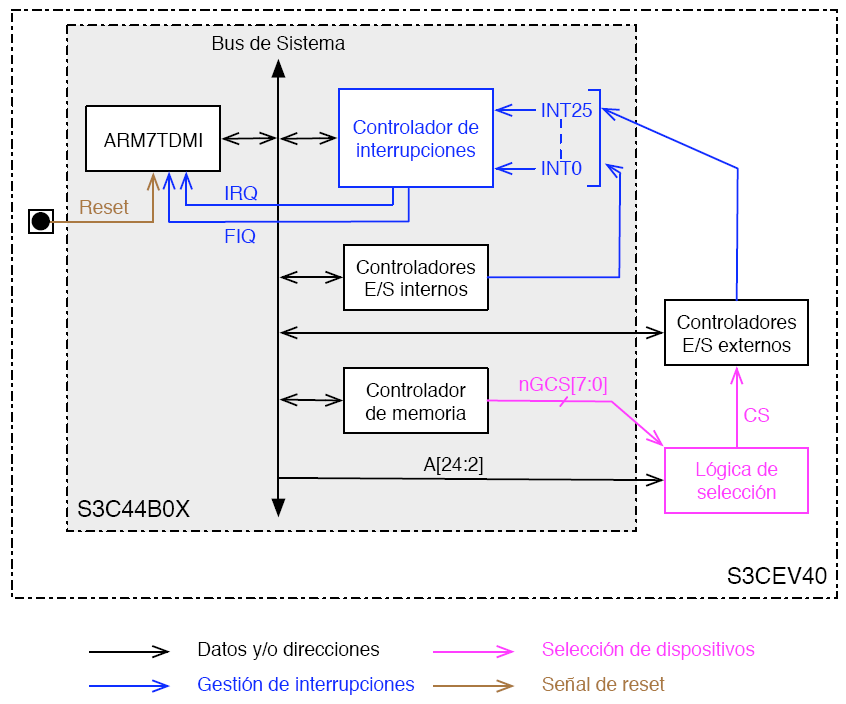 Bus de Sistema
ARM7TDMI
Controlador de
interrupciones
INT25
INT0
IRQ
Reset
FIQ
Controladores
E/S internos
Controladores
E/S externos
Controlador
de memoria
nGCS[7:0]
CS
A[24:2]
Lógica de
selección
S3C44B0X
S3CEV40
Datos y/o direcciones
Selección de dispositivos
Gestión de interrupciones
Señal de reset